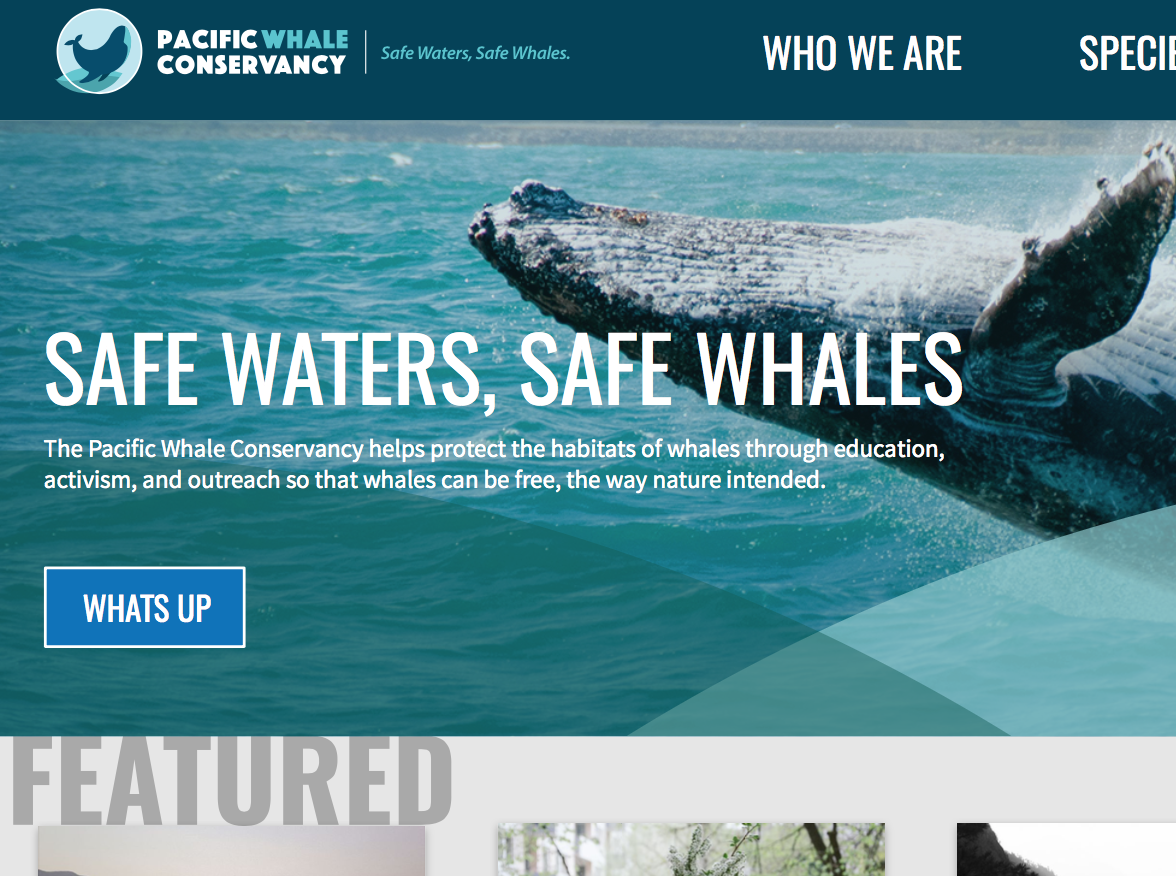 PACIFIC WHALE
CONSERVANCY
Safe Waters, Safe Whales.
WHO WE ARE
SPECIE
SAFE WATERS, SAFE WHALES
The Pacific Whale Conservancy helps protect the habitats of whales through education,
activism, and outreach so that whales can be free, the way nature intended.
WHATS UP
FEATURED